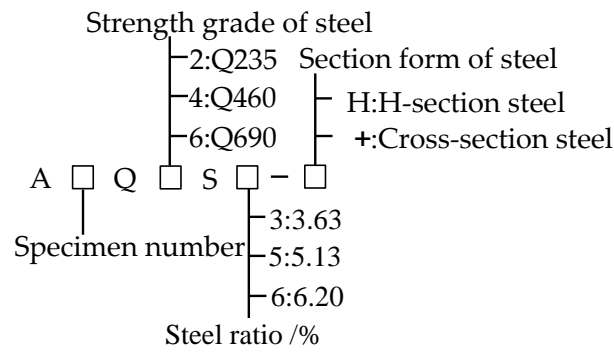 Strength grade of steel
2:Q235
Section form of steel
4:Q460
H:H-section steel
6:Q690
+:Cross-section steel
A □ Q □ S □ – □
3:3.63
Specimen number
5:5.13
6:6.20
Steel ratio /%